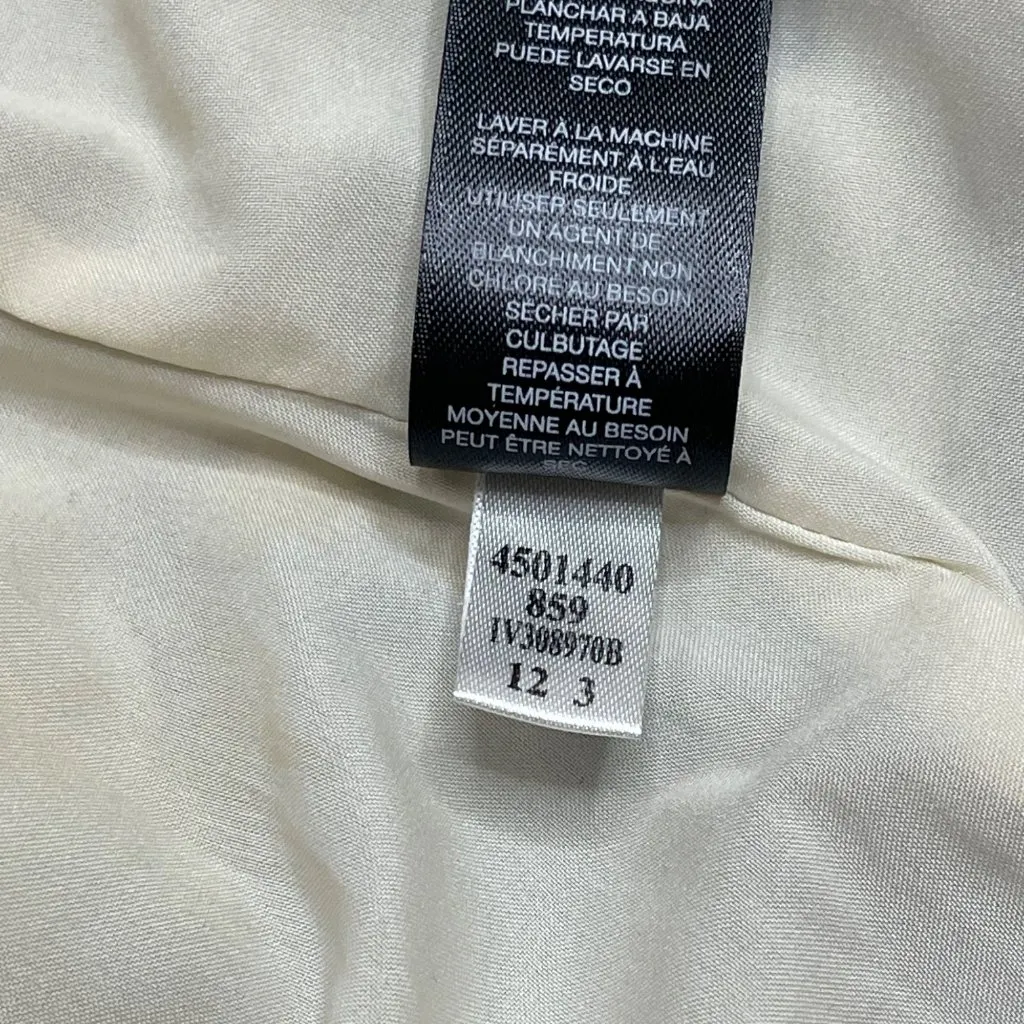 PLANCHAR A BAJA
TEMPERATURA
PUEDE LAVARSE EN
SECO
LAVER À LA MACHINE
SÉPARÉMENT À L'EAU
FROIDE
UTILISER SEULEMENT
UN AGENT DE
BLANCHIMENT NON
CHLORE AU BESOIN
SÉCHER PAR
CULBUTAGE
REPASSER À
TEMPÉRATURE
MOYENNE AU BESOIN
PEUT ÊTRE NETTOYÉ À
SEC
4501440
859
IV308970B
12 3